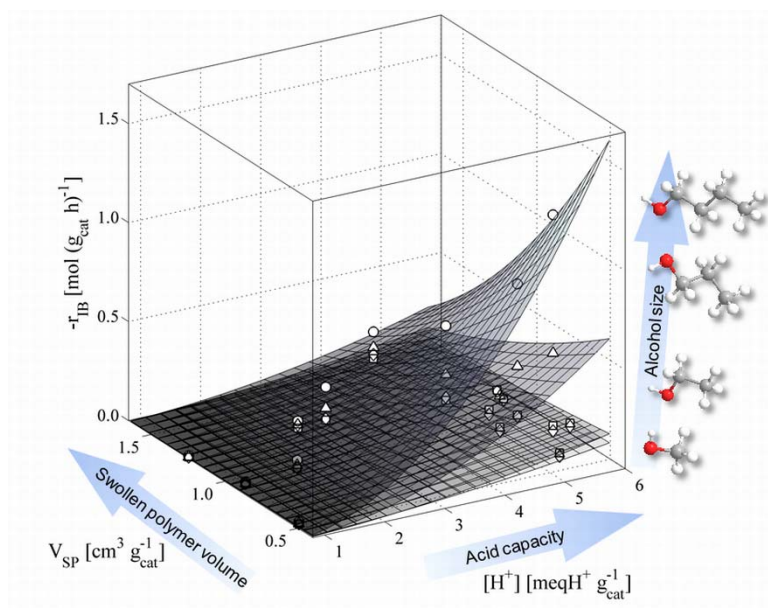 1.5
1.0
0.5
0.0
-r_IB [mol (g_cat h)^-1]
1.5
1.0
0.5
V_SP [cm^3 g_cat^-1]
Swollen polymer volume
1
2
3
4
5
6
Acid capacity
[H^+] [meqH^+ g_cat^-1]
Alcohol size